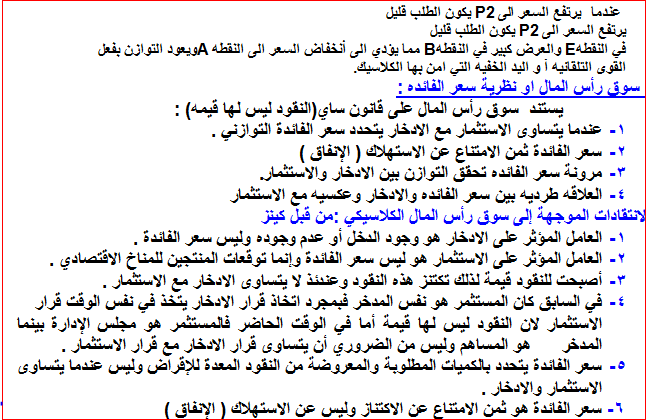 عندما يرتفع السعر الى P2 يكون الطلب قليل
يرتفع السعر الى P2 يكون الطلب قليل
في النقطهE والعرض كبير في النقطهB مما يؤدي الى أنخفاض السعر الى النقطه Aويعود التوازن بفعل
القوى التلقائيه أ و اليد الخفيه التي امن بها الكلاسيك.
سوق رأس المال او نظرية سعر الفائده :
يستند سوق رأس المال على قانون ساي(النقود ليس لها قيمه) :
١- عندما يتساوى الاستثمار مع الادخار يتحدد سعر الفائدة التوازني .
٢- سعر الفائدة ثمن الامتناع عن الاستهلاك ( الإنفاق )
٣- مرونة سعر الفائده تحقق التوازن بين الادخار والاستثمار.
٤- العلاقه طرديه بين سعر الفائده والادخار وعكسيه مع الاستثمار
لانتقادات الموجهة إلى سوق رأس المال الكلاسيكي :من قبل كينز
١- العامل المؤثر على الادخار هو وجود الدخل أو عدم وجوده وليس سعر الفائدة .
٢- العامل المؤثر على الاستثمار هو ليس سعر الفائدة وإنما توقعات المنتجين للمناخ الاقتصادي .
٣- أصبحت للنقود قيمة لذلك تكتنز هذه النقود وعندئذ لا يتساوى الادخار مع الاستثمار .
٤- في السابق كان المستثمر هو نفس المدخر فبمجرد اتخاذ قرار الادخار يتخذ في نفس الوقت قرار
الاستثمار لان النقود ليس لها قيمة أما في الوقت الحاضر فالمستثمر هو مجلس الإدارة بينما
المدخر هو المساهم وليس من الضروري أن يتساوى قرار الادخار مع قرار الاستثمار .
٥- سعر الفائدة يتحدد بالكميات المطلوبة والمعروضة من النقود المعدة للإقراض وليس عندما يتساوى
الاستثمار والادخار .
٦- سعر الفائدة هو ثمن الامتناع عن الاكتناز وليس عن الاستهلاك ( الإنفاق )